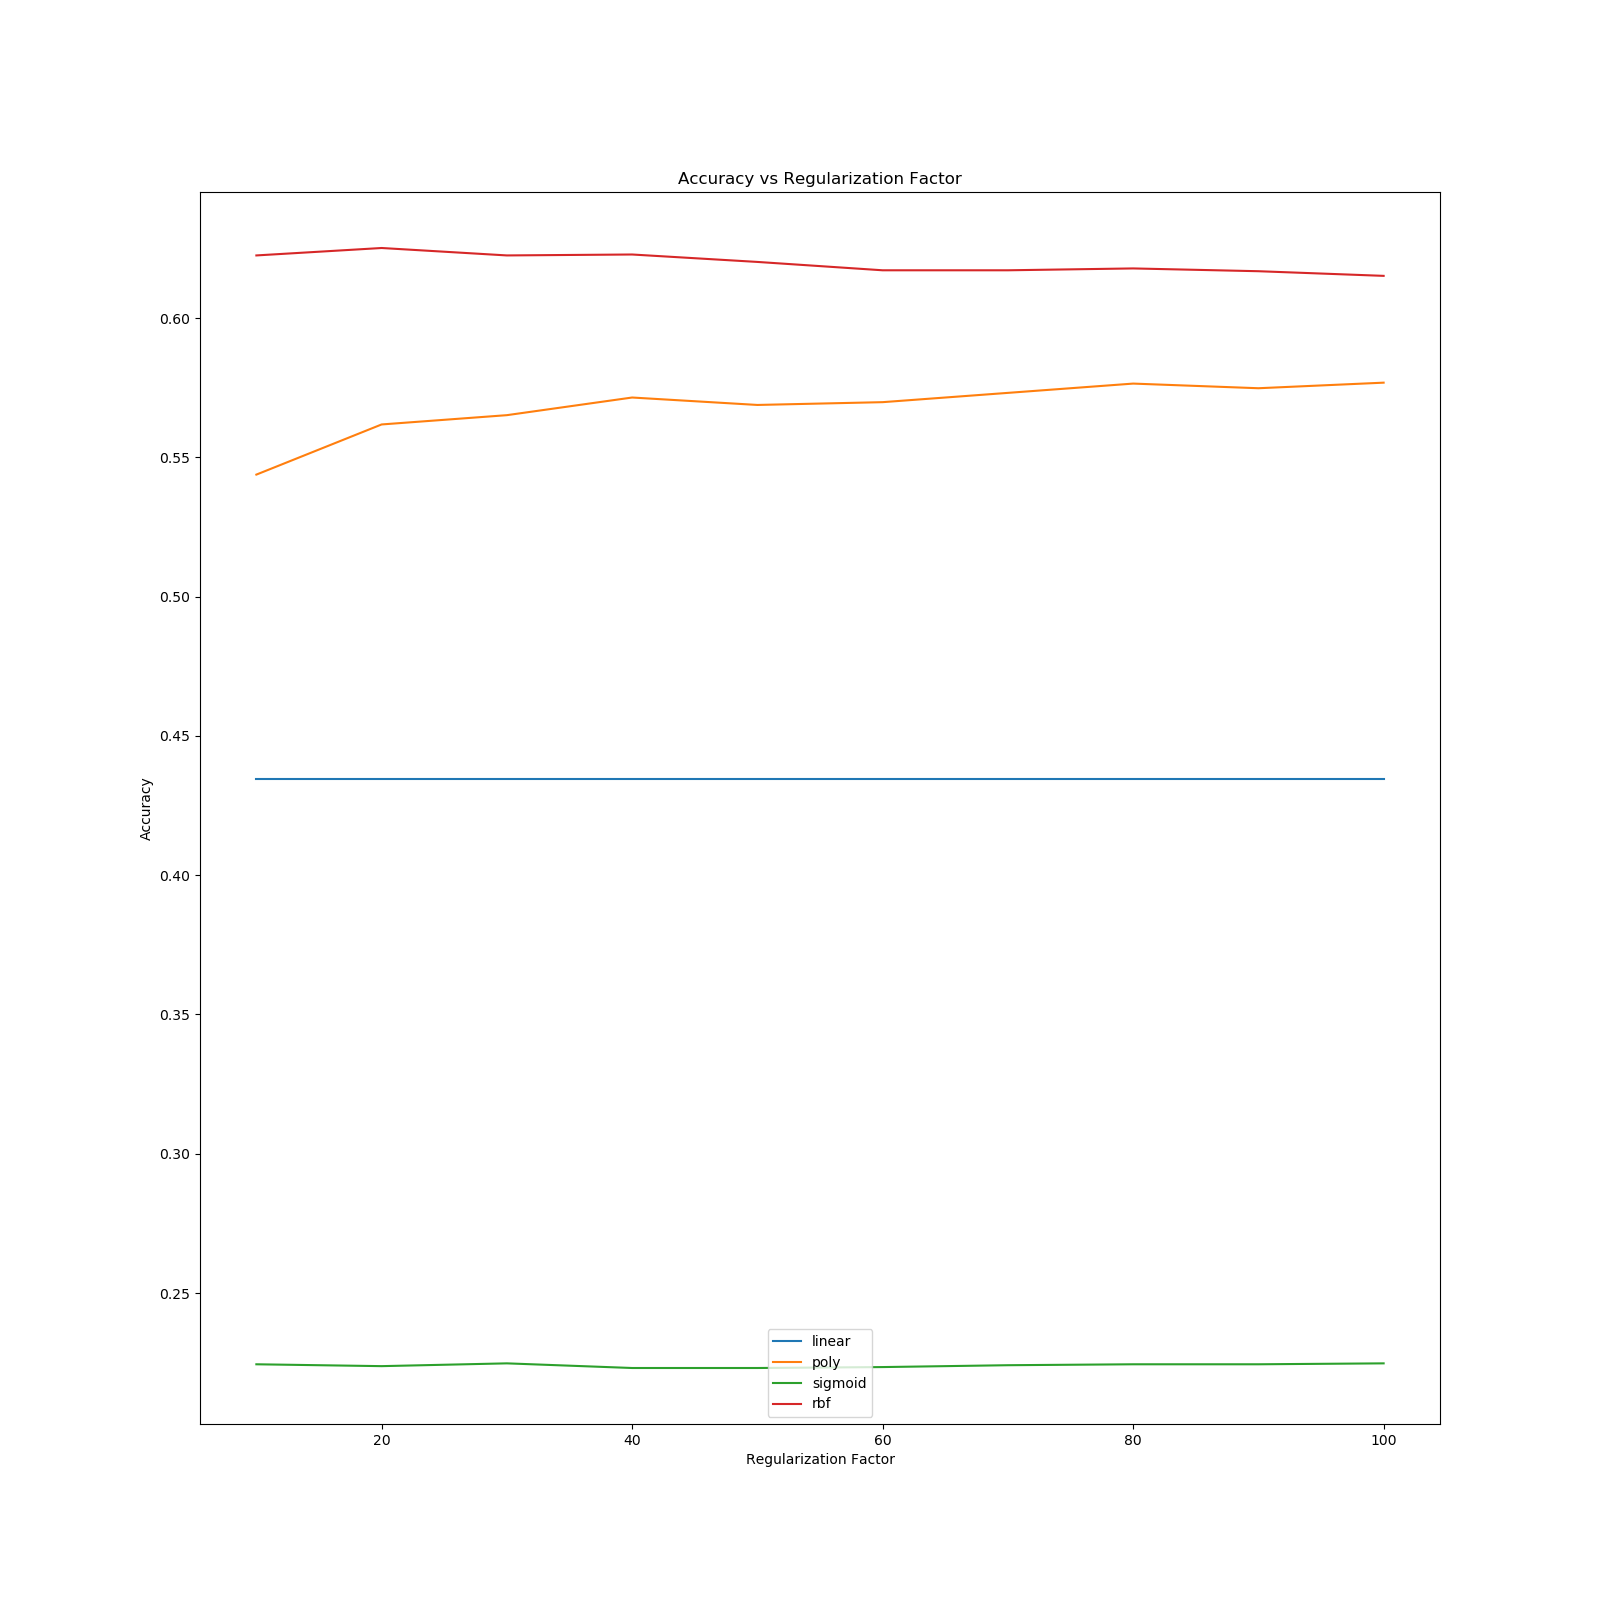 Accuracy vs Regularization Factor
0.60
0.55
0.50
0.45
0.40
0.35
0.30
0.25
Accuracy
linear
poly
sigmoid
rbf
20 40 60 80 100
Regularization Factor